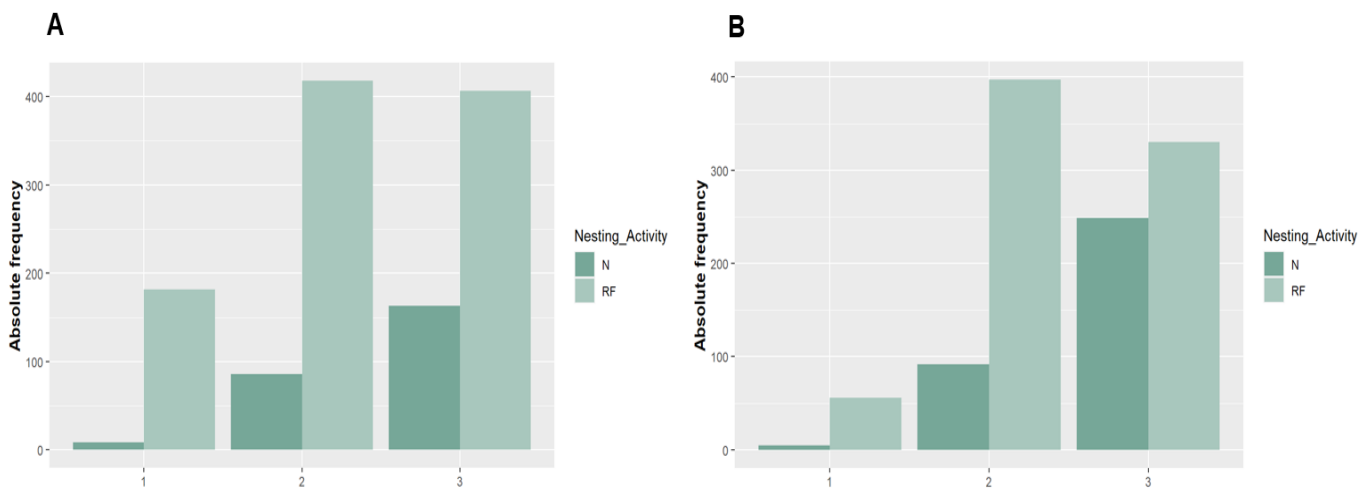 A
Absolute frequency
400
300
200
100
0
1 2 3
Nesting_Activity
N
RF
B
Absolute frequency
400
300
200
100
0
1 2 3
Nesting_Activity
N
RF